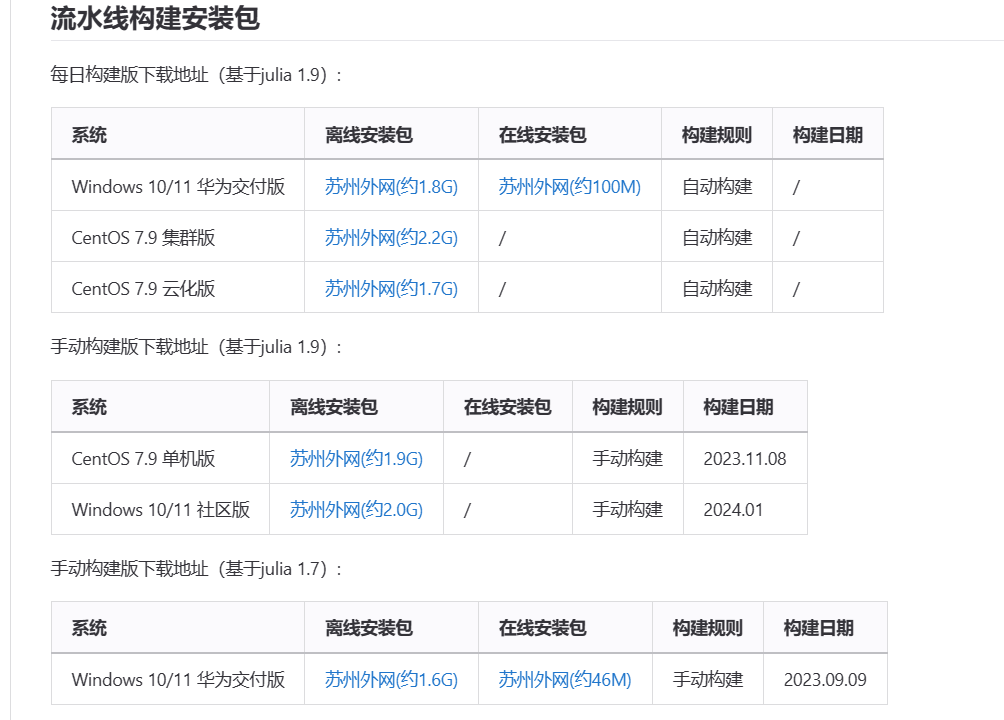 流水线构建安装包
每日构建版下载地址（基于julia 1.9）:
系统 离线安装包 在线安装包 构建规则 构建日期
Windows 10/11 华为交付版 苏州外网(约1.8G) 苏州外网(约100M) 自动构建 /
CentOS 7.9 集群版 苏州外网(约2.2G) / 自动构建 /
CentOS 7.9 云化版 苏州外网(约1.7G) / 自动构建 /
手动构建版下载地址（基于julia 1.9）:
系统 离线安装包 在线安装包 构建规则 构建日期
CentOS 7.9 单机版 苏州外网(约1.9G) / 手动构建 2023.11.08
Windows 10/11 社区版 苏州外网(约2.0G) / 手动构建 2024.01
手动构建版下载地址（基于julia 1.7）:
系统 离线安装包 在线安装包 构建规则 构建日期
Windows 10/11 华为交付版 苏州外网(约1.6G) 苏州外网(约46M) 手动构建 2023.09.09